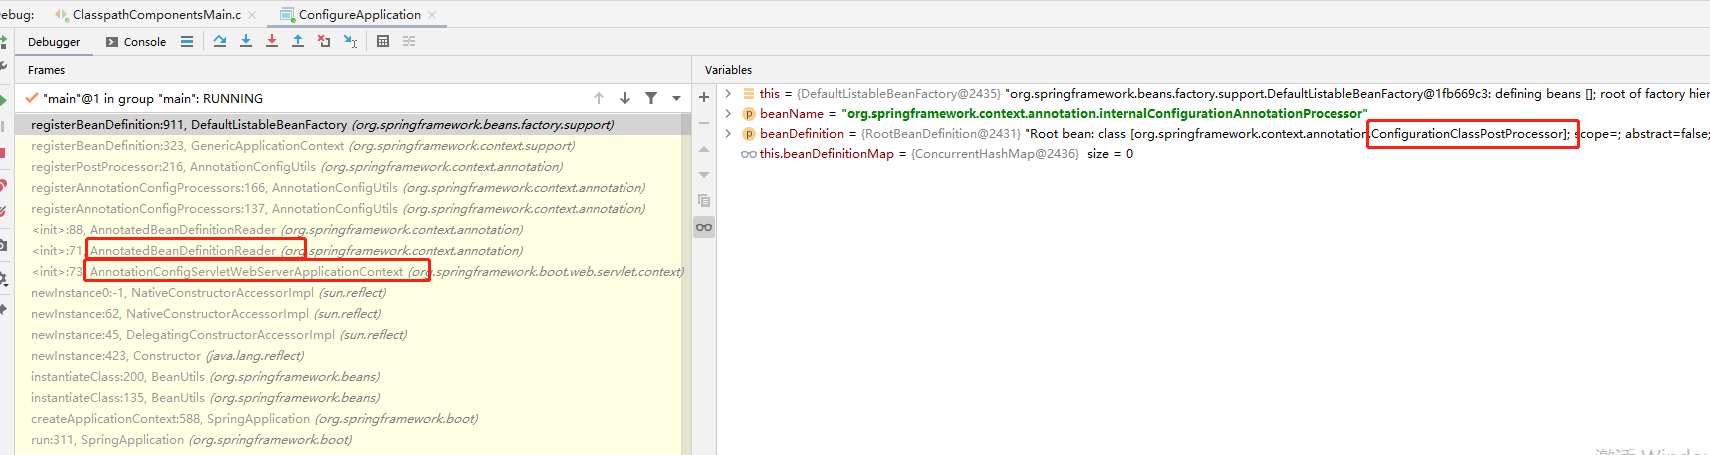 ebug: ClasspathComponentsMain.c × ConfigureApplication ×
Debugger Console
Frames
"main"@1 in group "main": RUNNING
registerBeanDefinition:911, DefaultListableBeanFactory (org.springframework.beans.factory.support)
registerBeanDefinition:323, GenericApplicationContext (org.springframework.context.support)
registerPostProcessor:216, AnnotationConfigUtils (org.springframework.context.annotation)
registerAnnotationConfigProcessors:166, AnnotationConfigUtils (org.springframework.context.annotation)
registerAnnotationConfigProcessors:137, AnnotationConfigUtils (org.springframework.context.annotation)
<init>:88, AnnotatedBeanDefinitionReader (org.springframework.context.annotation)
<init>:71, AnnotatedBeanDefinitionReader (org.springframework.context.annotation)
<init>:73, AnnotationConfigServletWebServerApplicationContext (org.springframework.boot.web.servlet.context)
newInstance0:-1, NativeConstructorAccessorImpl (sun.reflect)
newInstance:62, NativeConstructorAccessorImpl (sun.reflect)
newInstance:45, DelegatingConstructorAccessorImpl (sun.reflect)
newInstance:423, Constructor (java.lang.reflect)
instantiateClass:200, BeanUtils (org.springframework.beans)
instantiateClass:135, BeanUtils (org.springframework.beans)
createApplicationContext:588, SpringApplication (org.springframework.boot)
run:311, SpringApplication (org.springframework.boot)
Variables
this = {DefaultListableBeanFactory@2435} "org.springframework.beans.factory.support.DefaultListableBeanFactory@1fb669c3: defining beans []; root of factory hier
beanName = "org.springframework.context.annotation.internalConfigurationAnnotationProcessor"
beanDefinition = {RootBeanDefinition@2431} "Root bean: class [org.springframework.context.annotation.ConfigurationClassPostProcessor]; scope=; abstract=false;
this.beanDefinitionMap = {ConcurrentHashMap@2436} size = 0